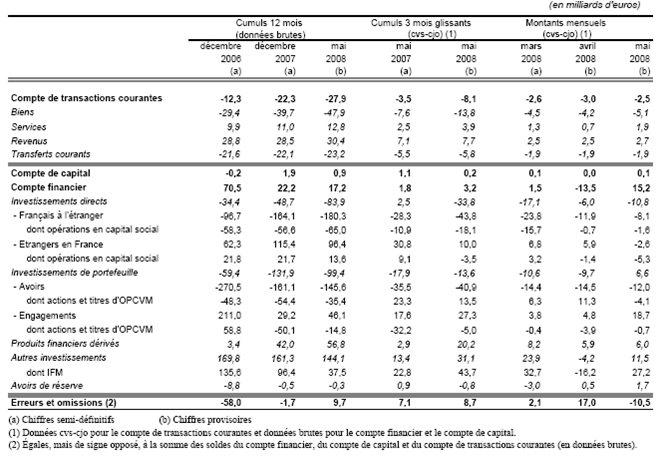 (en milliards d'euros)
Cumuls 12 mois Cumuls 3 mois glissants Montants mensuels
(données brutes) (cvs-cjo) (1) (cvs-cjo) (1)
décembre décembre mai mai mai mars avril mai
2006 2007 2008 2007 2008 2008 2008 2008
(a) (a) (b) (a) (b) (b) (b) (b)
Compte de transactions courantes -12,3 -22,3 -27,9 -3,5 -8,1 -2,6 -3,0 -2,5
Biens -29,4 -39,7 -47,9 -7,6 -13,8 -4,5 -4,2 -5,1
Services 9,9 11,0 12,8 2,5 3,9 1,3 0,7 1,9
Revenus 28,8 28,5 30,4 7,1 7,7 2,5 2,5 2,7
Transferts courants -21,6 -22,1 -23,2 -5,5 -5,8 -1,9 -1,9 -1,9
Compte de capital -0,2 1,9 0,9 1,1 0,2 0,1 0,0 0,1
Compte financier 70,5 22,2 17,2 1,8 3,2 1,5 -13,5 15,2
Investissements directs -34,4 -48,7 -83,9 2,5 -33,8 -17,1 -6,0 -10,8
- Français à l'étranger -96,7 -164,1 -180,3 -28,3 -43,8 -23,8 -11,9 -8,1
dont opérations en capital social -58,3 -56,6 -65,0 -10,9 -18,1 -15,7 -0,7 -1,6
- Etrangers en France 62,3 115,4 96,4 30,8 10,0 6,8 5,9 -2,6
dont opérations en capital social 21,8 21,7 13,6 9,1 -3,5 3,2 -1,4 -5,3
Investissements de portefeuille -59,4 -131,9 -99,4 -17,9 -13,6 -10,6 -9,7 6,6
- Avoirs -270,5 -161,1 -145,6 -35,5 -40,9 -14,4 -14,5 -12,0
dont actions et titres d'OPCVM -48,3 -54,4 -35,4 23,3 13,5 6,3 11,3 -4,1
- Engagements 211,0 29,2 46,1 17,6 27,3 3,8 4,8 18,7
dont actions et titres d'OPCVM 58,8 -50,1 -14,8 -32,2 -5,0 -0,4 -3,9 -0,7
Produits financiers dérivés 3,4 42,0 56,8 2,9 20,2 8,2 5,9 6,0
Autres investissements 169,8 161,3 144,1 13,4 31,1 23,9 -4,2 11,5
dont IFM 135,6 96,4 37,5 22,8 43,7 32,7 -16,2 27,2
Avoirs de réserve -8,8 -0,5 -0,3 0,9 -0,8 -3,0 0,5 1,7
Erreurs et omissions (2) -58,0 -1,7 9,7 7,1 8,7 2,1 17,0 -10,5
(a) Chiffres semi-définitifs (b) Chiffres provisoires
(1) Données cvs-cjo pour le compte de transactions courantes et données brutes pour le compte financier et le compte de capital.
(2) Égales, mais de signe opposé, à la somme des soldes du compte financier, du compte de capital et du compte de transactions courantes (en données brutes).